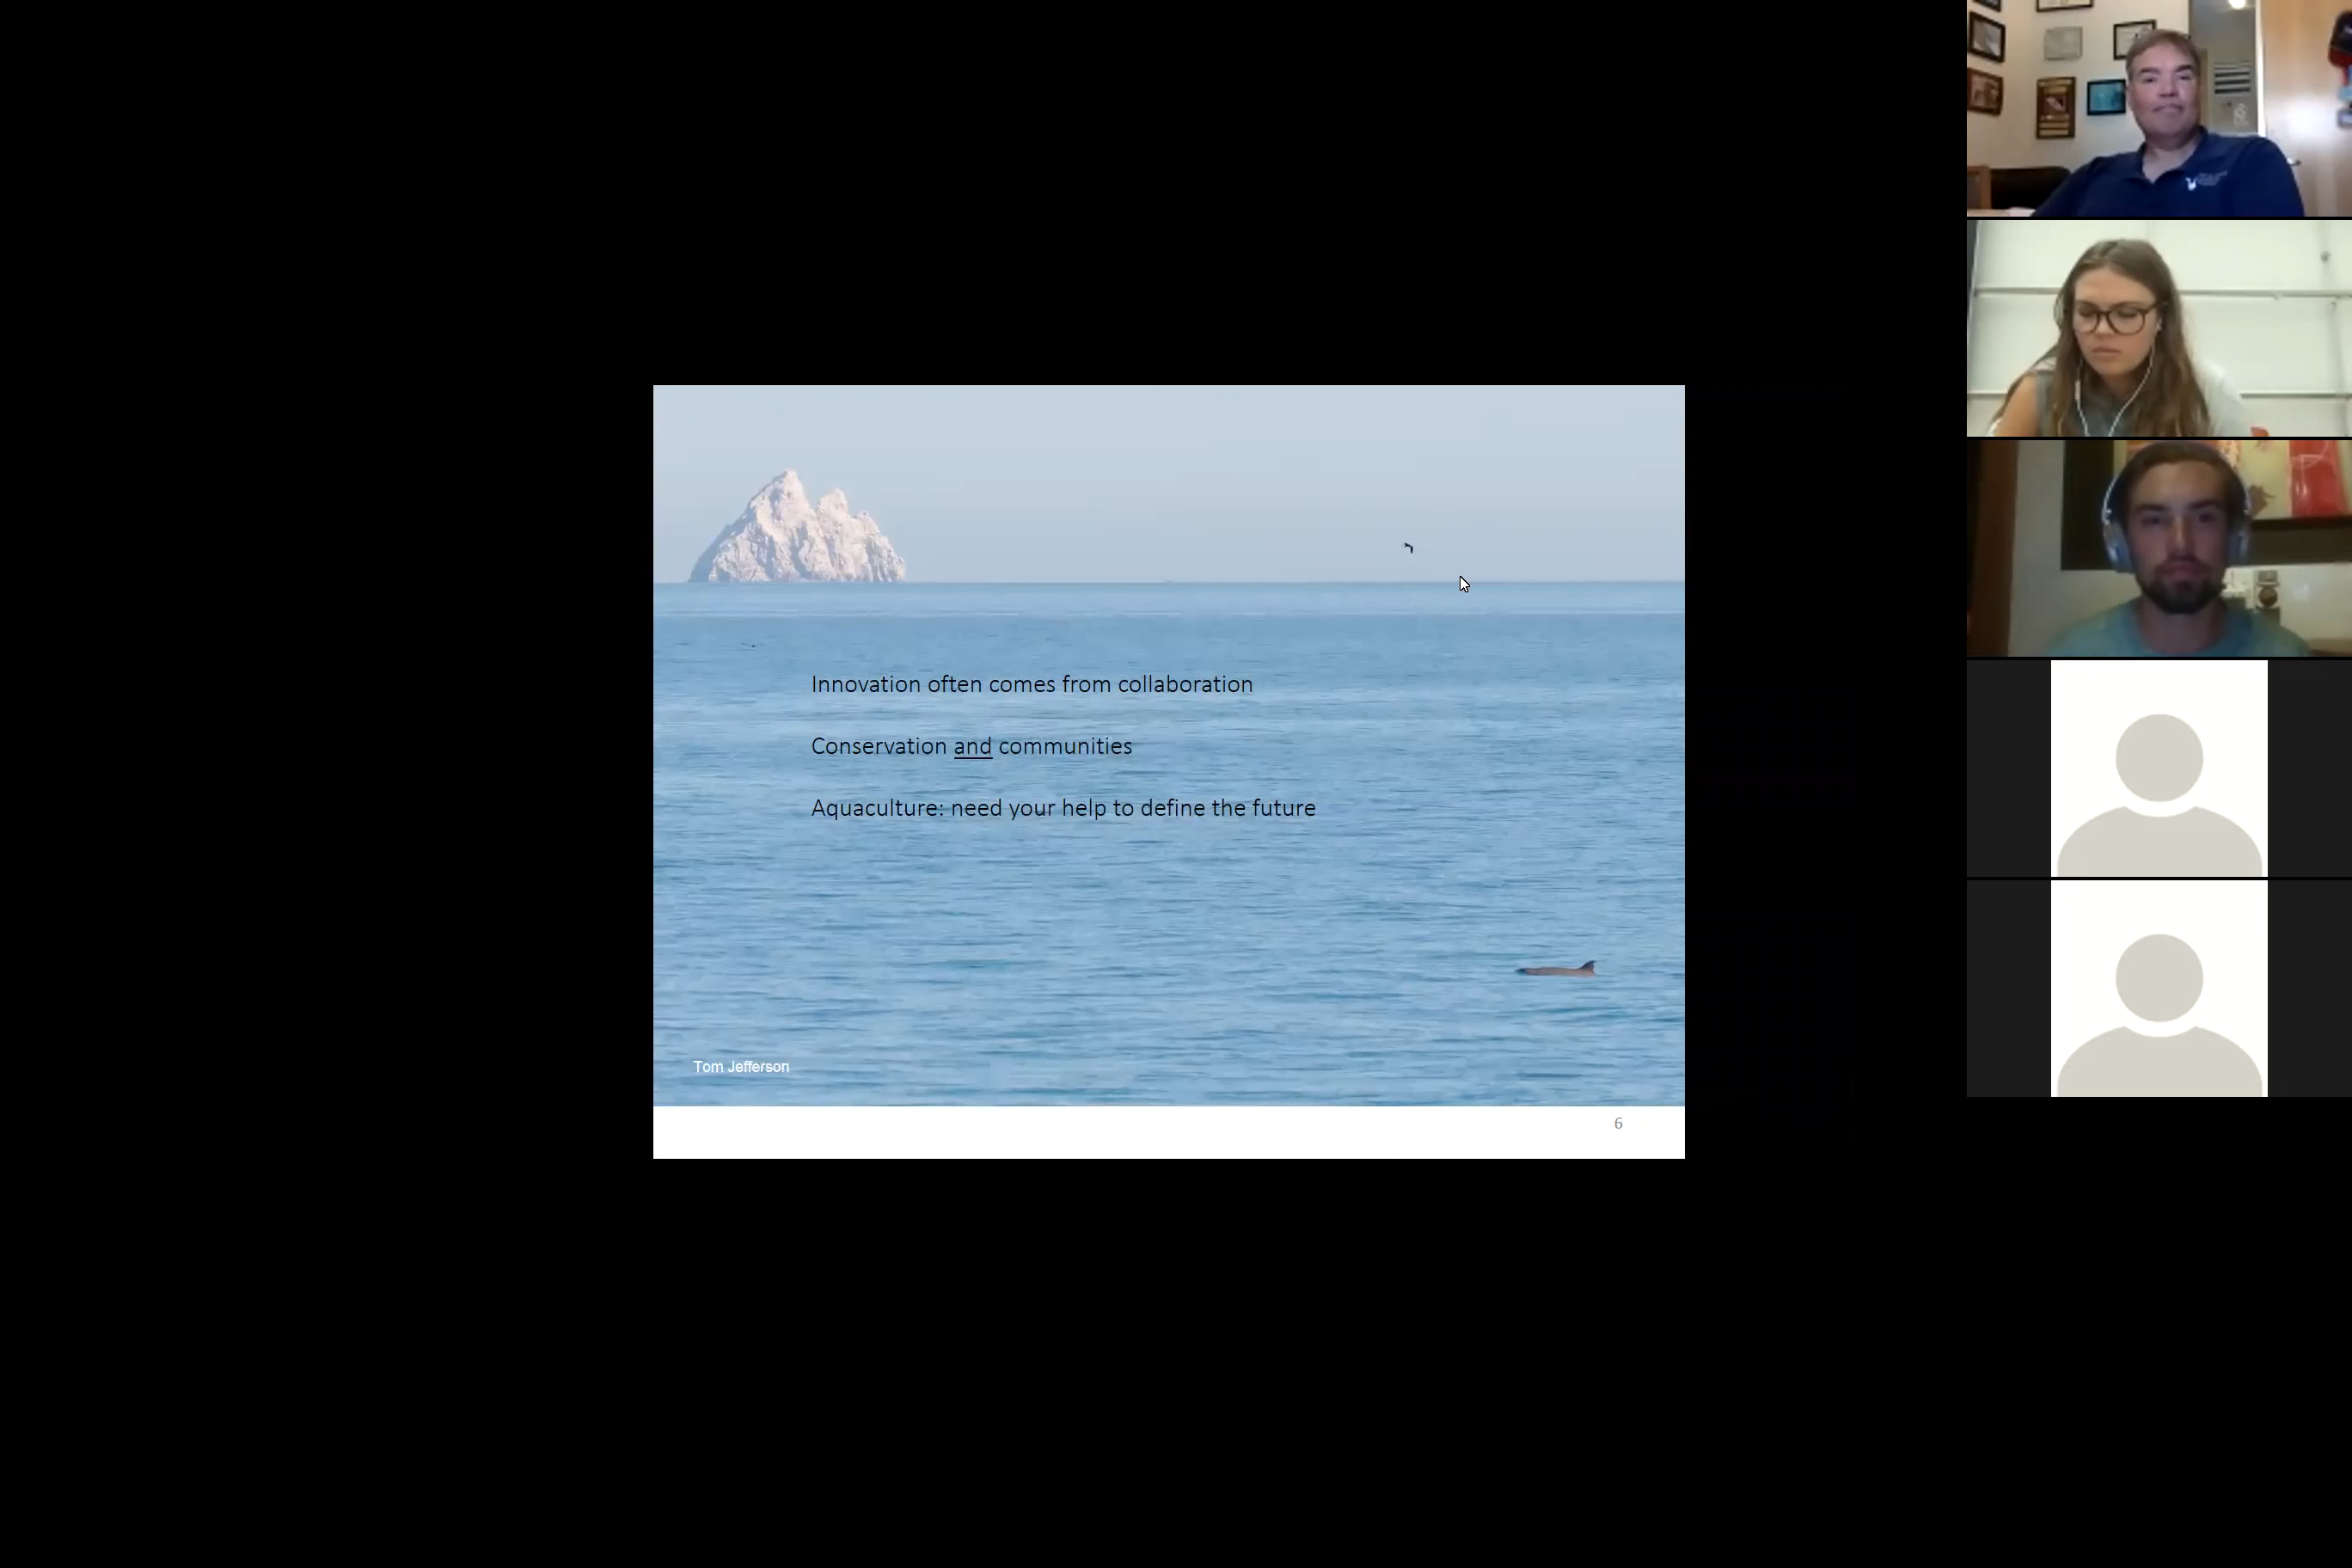 Innovation often comes from collaboration
Conservation and communities
Aquaculture: need your help to define the future
Tom Jefferson
6